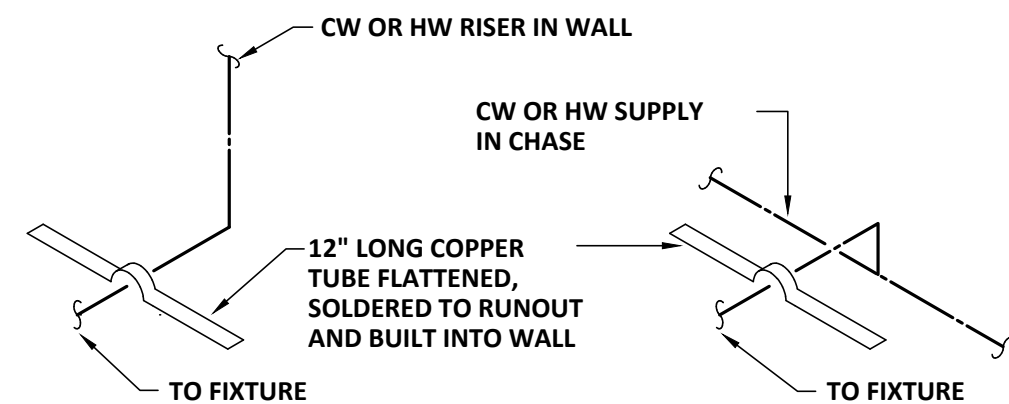 CW OR HW RISER IN WALL
CW OR HW SUPPLY
IN CHASE
12" LONG COPPER
TUBE FLATTENED,
SOLDERED TO RUNOUT
AND BUILT INTO WALL
TO FIXTURE
TO FIXTURE